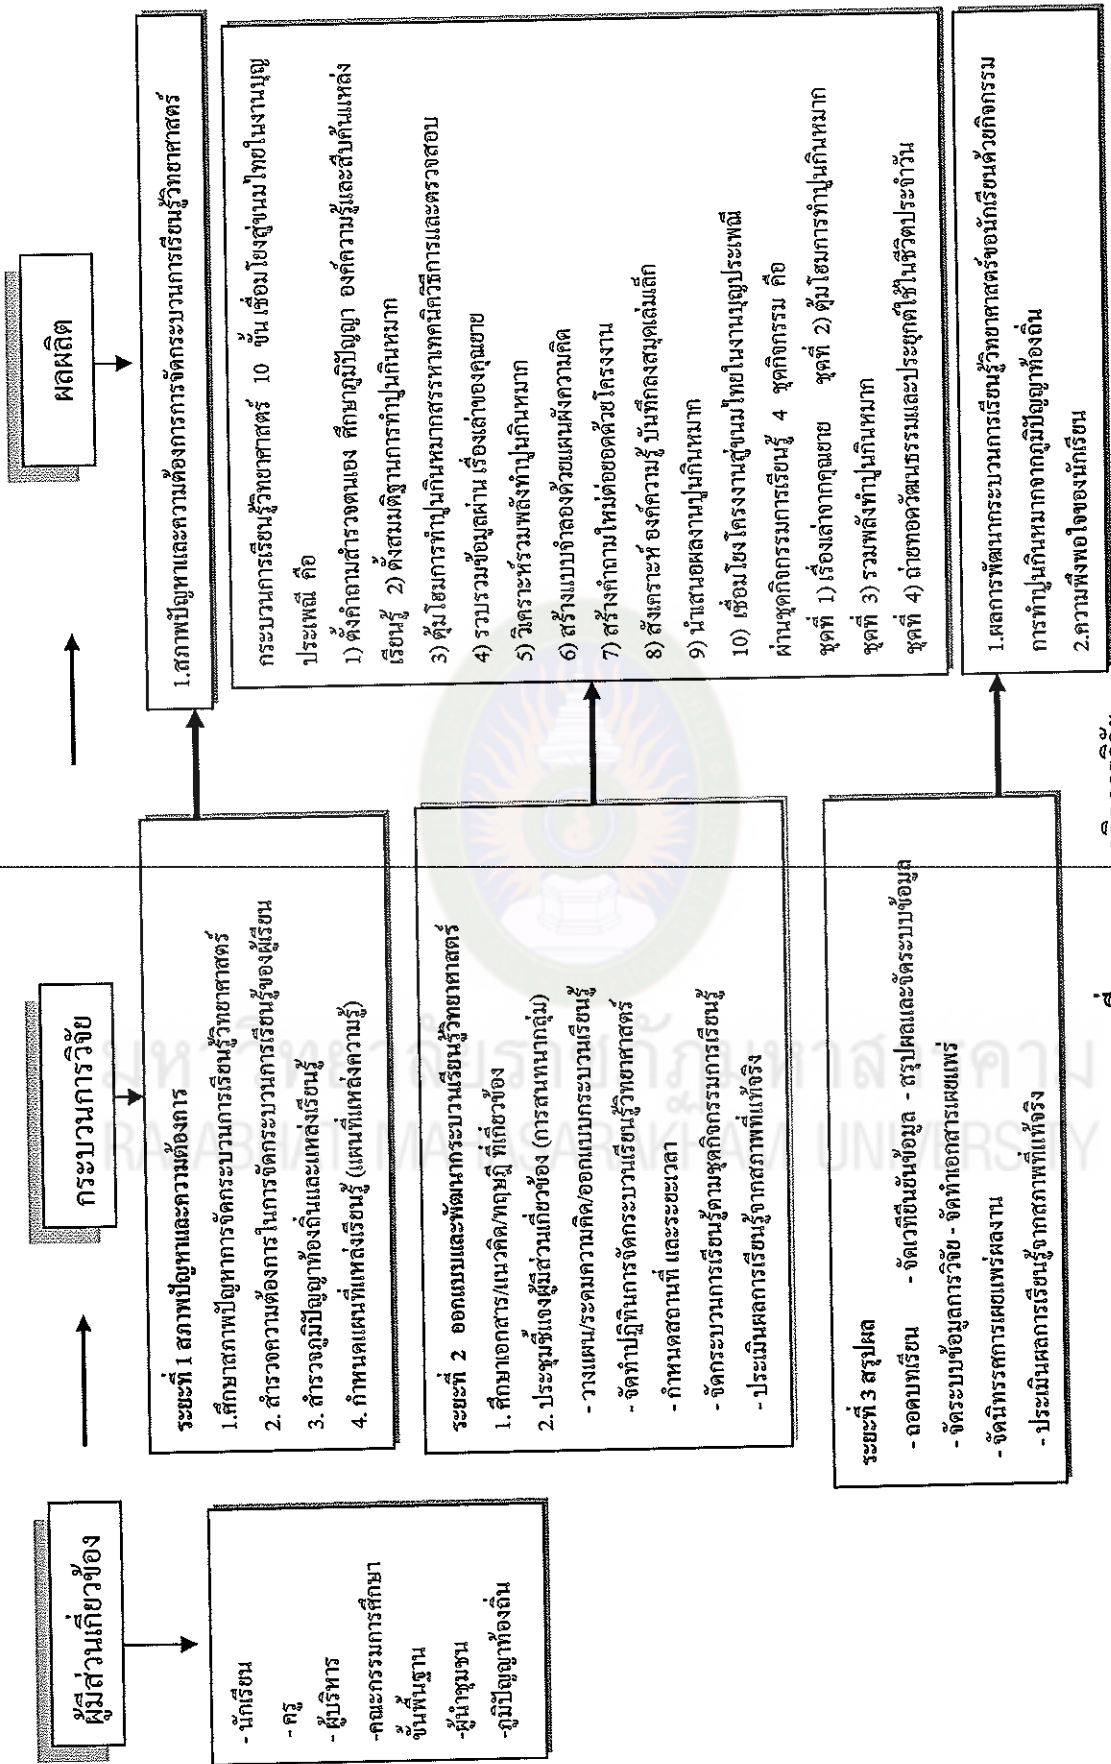 ผู้มีส่วนเกี่ยวข้อง
- นักเรียน
- ครู
- ผู้บริหาร
-คณะกรรมการศึกษา
ขั้นพื้นฐาน
-ผู้นำชุมชน
-ภูมิปัญญาท้องถิ่น
กระบวนการวิจัย
ระยะที่ 1 สภาพปัญหาและความต้องการ
1.ศึกษาสภาพปัญหาการจัดกระบวนการเรียนรู้วิทยาศาสตร์
2. สำรวจความต้องการในการจัดกระบวนการเรียนรู้ของผู้เรียน
3. สำรวจภูมิปัญญาท้องถิ่นและแหล่งเรียนรู้
4. กำหนดแผนที่แหล่งเรียนรู้ (แผนที่แหล่งความรู้)
ระยะที่ 2 ออกแบบและพัฒนากระบวนเรียนรู้วิทยาศาสตร์
1. ศึกษาเอกสาร/แนวคิด/ทฤษฎี ที่เกี่ยวข้อง
2. ประชุมชี้แจงผู้มีส่วนเกี่ยวข้อง (การสนทนากลุ่ม)
- วางแผน/ระดมความคิด/ออกแบบกระบวนเรียนรู้
- จัดทำปฏิทินการจัดกระบวนเรียนรู้วิทยาศาสตร์
- กำหนดสถานที่ และระยะเวลา
- จัดกระบวนการเรียนรู้ตามชุดกิจกรรมการเรียนรู้
- ประเมินผลการเรียนรู้จากสภาพที่แท้จริง
ระยะที่ 3 สรุปผล
- ถอดบทเรียน - จัดเวทียืนยันข้อมูล - สรุปผลและจัดระบบข้อมูล
- จัดระบบข้อมูลการวิจัย - จัดทำเอกสารเผยแพร่
- จัดนิทรรศการเผยแพร่ผลงาน
- ประเมินผลการเรียนรู้จากสภาพที่แท้จริง
ผลผลิต
1.สภาพปัญหาและความต้องการการจัดกระบวนการเรียนรู้วิทยาศาสตร์
กระบวนการเรียนรู้วิทยาศาสตร์ 10 ขั้น เชื่อมโยงสู่ขนมไทยในงานบุญ
ประเพณี คือ
1) ตั้งคำถามสำรวจตนเอง ศึกษาภูมิปัญญา องค์ความรู้และสืบค้นแหล่ง
เรียนรู้ 2) ตั้งสมมติฐานการทำปูนกินหมาก
3) ตุ้มโฮมการทำปูนกินหมากสรรหาเทคนิควิธีการและตรวจสอบ
4) รวบรวมข้อมูลผ่าน เรื่องเล่าของคุณยาย
5) วิเคราะห์รวมพลังทำปูนกินหมาก
6) สร้างแบบจำลองด้วยแผนผังความคิด
7) สร้างคำถามใหม่ต่อยอดด้วยโครงงาน
8) สังเคราะห์ องค์ความรู้ บันทึกลงสมุดเล่มเล็ก
9) นำเสนอผลงานปูนกินหมาก
10) เชื่อมโยงโครงงานสู่ขนมไทยในงานบุญประเพณี
ผ่านชุดกิจกรรมการเรียนรู้ 4 ชุดกิจกรรม คือ
ชุดที่ 1) เรื่องเล่าจากคุณยาย ชุดที่ 2) ตุ้มโฮมการทำปูนกินหมาก
ชุดที่ 3) รวมพลังทำปูนกินหมาก
ชุดที่ 4) ถ่ายทอดวัฒนธรรมและประยุกต์ใช้ในชีวิตประจำวัน
1.ผลการพัฒนากระบวนการเรียนรู้วิทยาศาสตร์ขอนักเรียนด้วยกิจกรรม
การทำปูนกินหมากจากภูมิปัญญาท้องถิ่น
2.ความพึงพอใจของนักเรียน
มหาวิทยาลัยราชภัฏมหาสารคาม
RAJABHAT MAHASARAKHAM UNIVERSITY